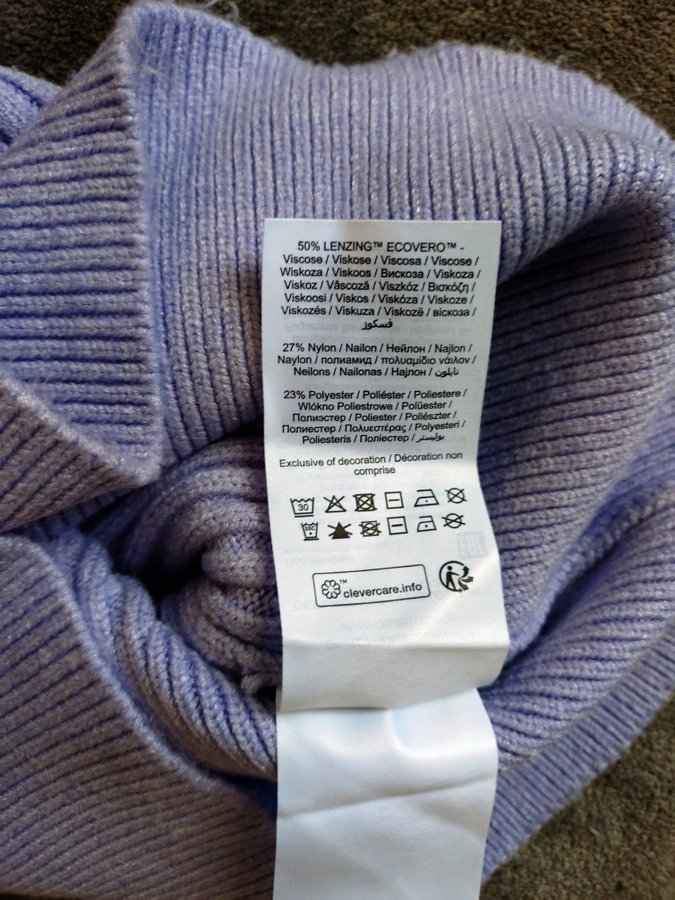 50% LENZING™ ECOVERO™ -
Viscose / Viskose / Viscosa / Viscose /
Wiskoza / Viskoos / Вискоза / Viskoza /
Viskoz / Vâscoză / Viszkóz / Βισκόζη /
Viskoosi / Viskos / Viskóza / Viskoze /
Viskozės / Viskuza / Viskozë / віскоза /
فسكوز
27% Nylon / Nailon / Нейлон / Najlon /
Naylon / полиамид / πολυαμίδιο νάιλον /
Neilons / Nailonas / Најлон / نايلون
23% Polyester / Poliéster / Poliestere /
Wlókno Poliestrowe / Polüester /
Полиэстер / Poliester / Poliészter /
Полиестер / Πολυεστέρας / Polyesteri /
Poliesteris / Поліестер / بوليستر
Exclusive of decoration / Décoration non
comprise
30
clevercare.info™